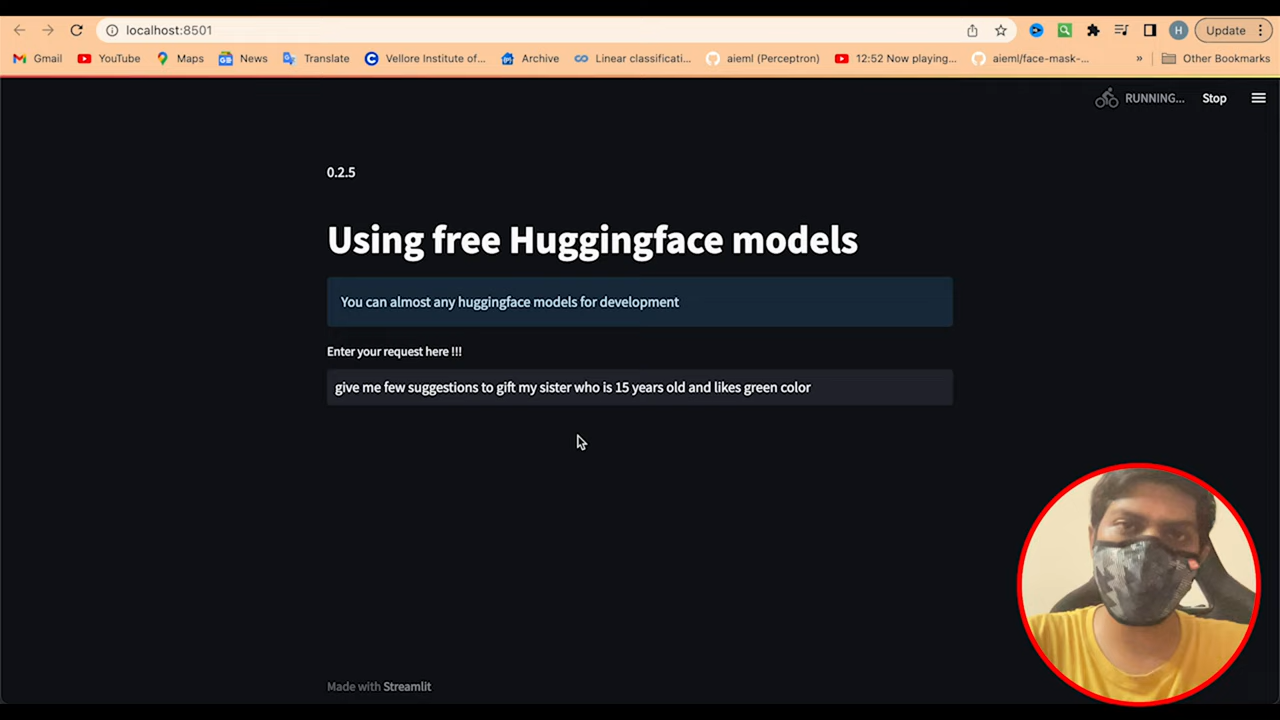 localhost:8501
Update
Gmail YouTube Maps News Translate Vellore Institute of... Archive Linear classificati... aieml (Perceptron) 12:52 Now playing... aieml/face-mask-... » Other Bookmarks
RUNNING... Stop
0.2.5
Using free Huggingface models
You can almost any huggingface models for development
Enter your request here !!!
give me few suggestions to gift my sister who is 15 years old and likes green color
Made with Streamlit
H